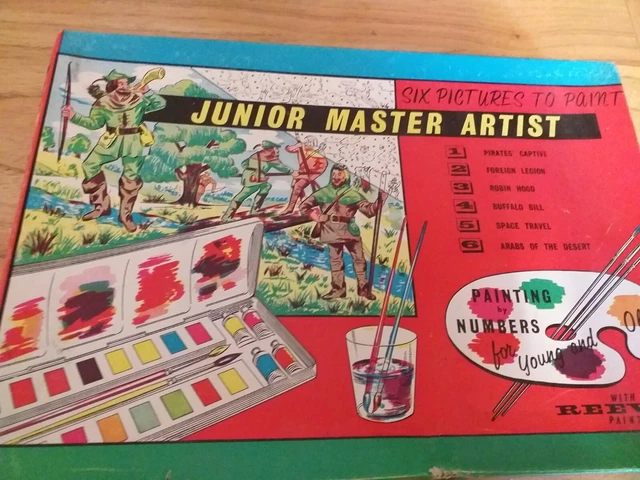 SIX PICTURES TO PAINT
JUNIOR MASTER ARTIST
1 PIRATES CAPTIVE
2 FOREIGN LEGION
3 ROBIN HOOD
4 BUFFALO BILL
5 SPACE TRAVEL
6 ARABS OF THE DESERT
PAINTING
by
NUMBERS
for Young and
WITH